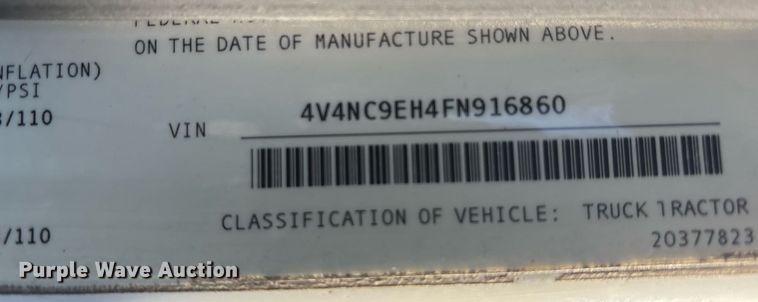 ON THE DATE OF MANUFACTURE SHOWN ABOVE.
/PSI
/110
4V4NC9EH4FN916860
VIN
CLASSIFICATION OF VEHICLE: TRUCK TRACTOR
/110
20377823
Purple Wave Auction